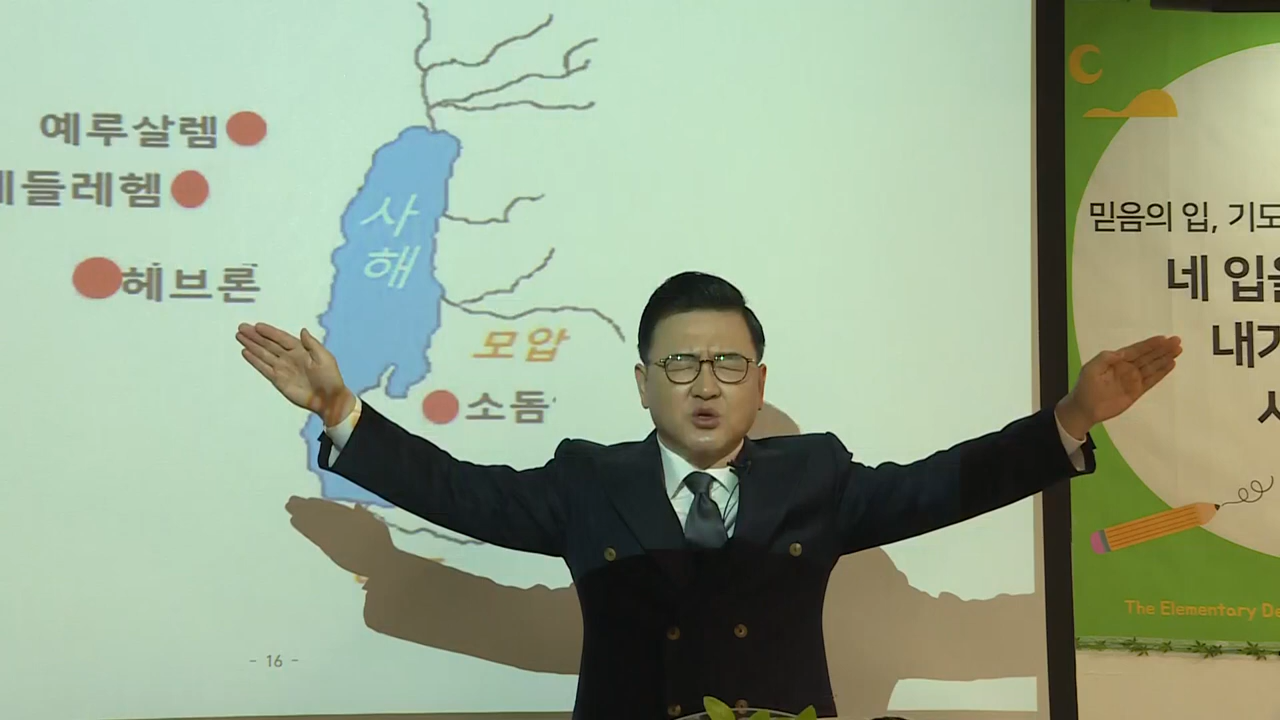 예루살렘
들레헴
헤브론
사
해
모압
소돔
- 16 -
믿음의 입, 기도
네 입을
내가
The Elementary De